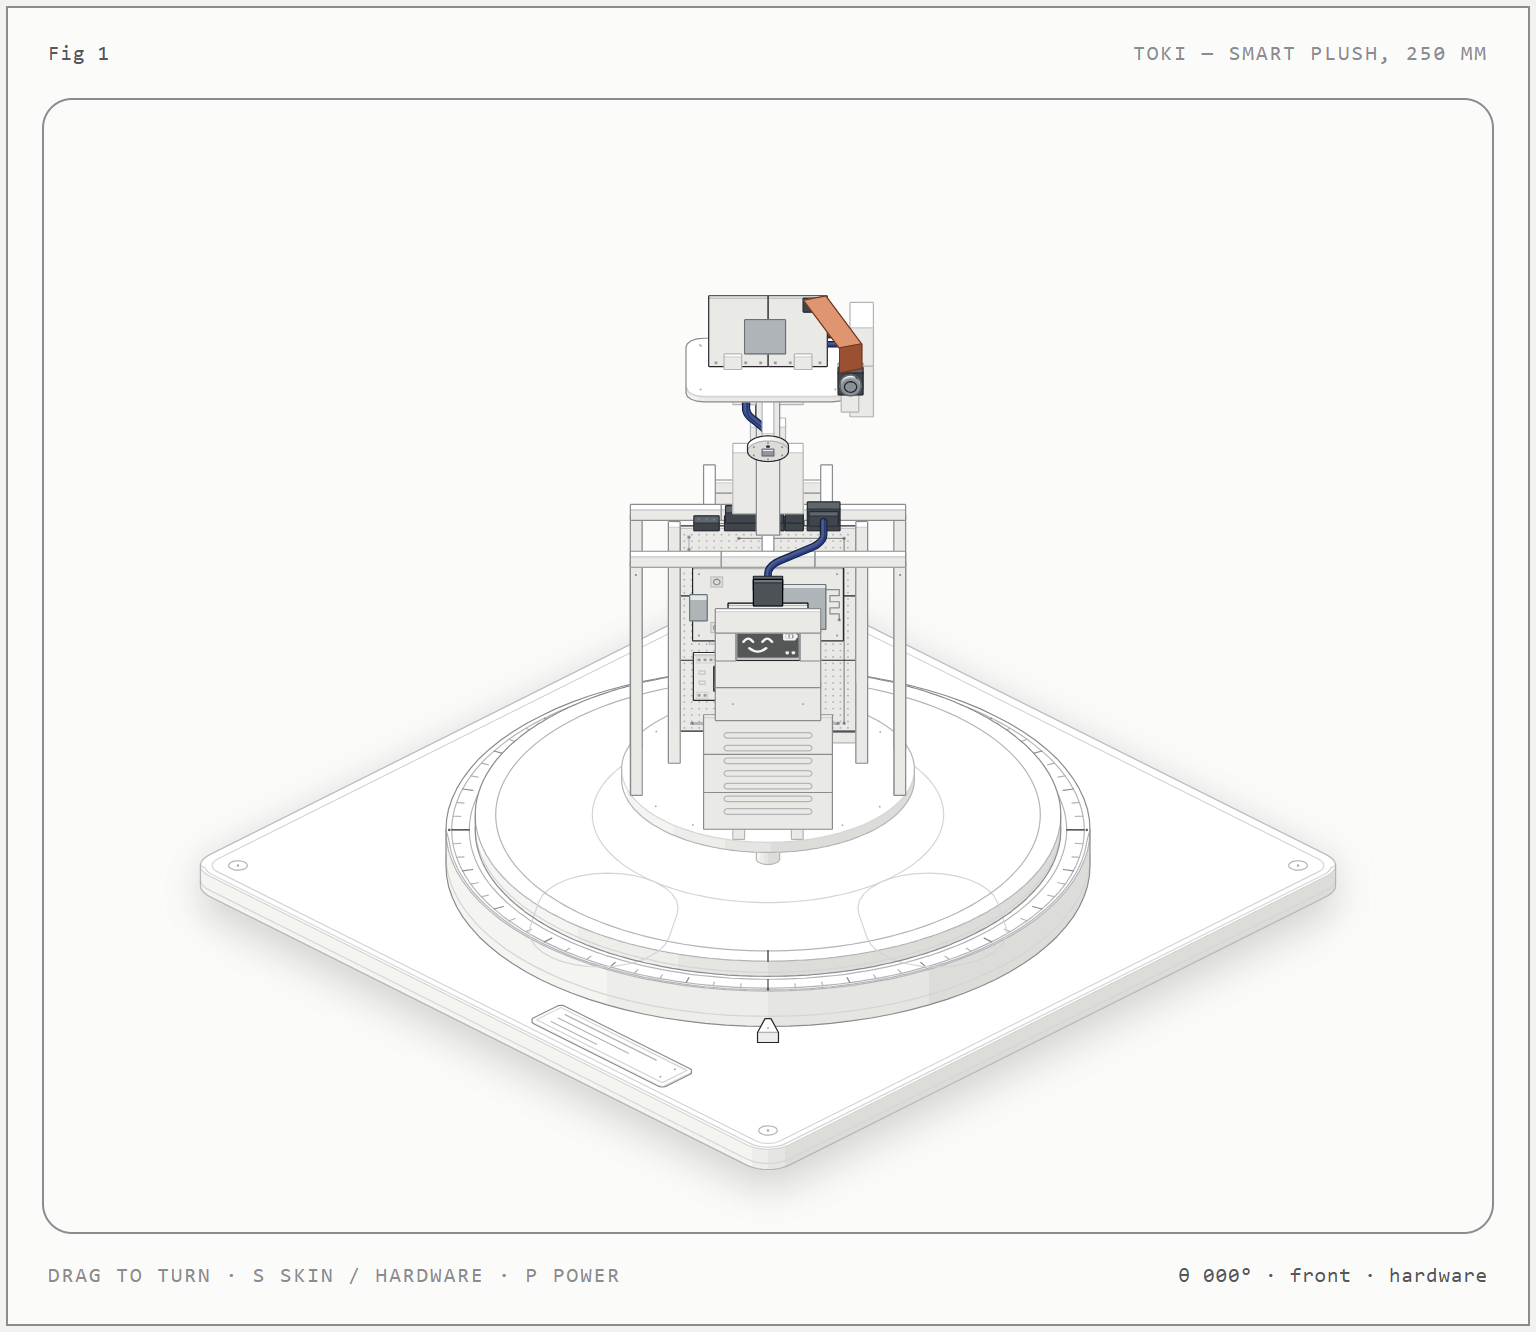 Fig 1
TOKI — SMART PLUSH, 250 MM
DRAG TO TURN · S SKIN / HARDWARE · P POWER
θ 000° · front · hardware